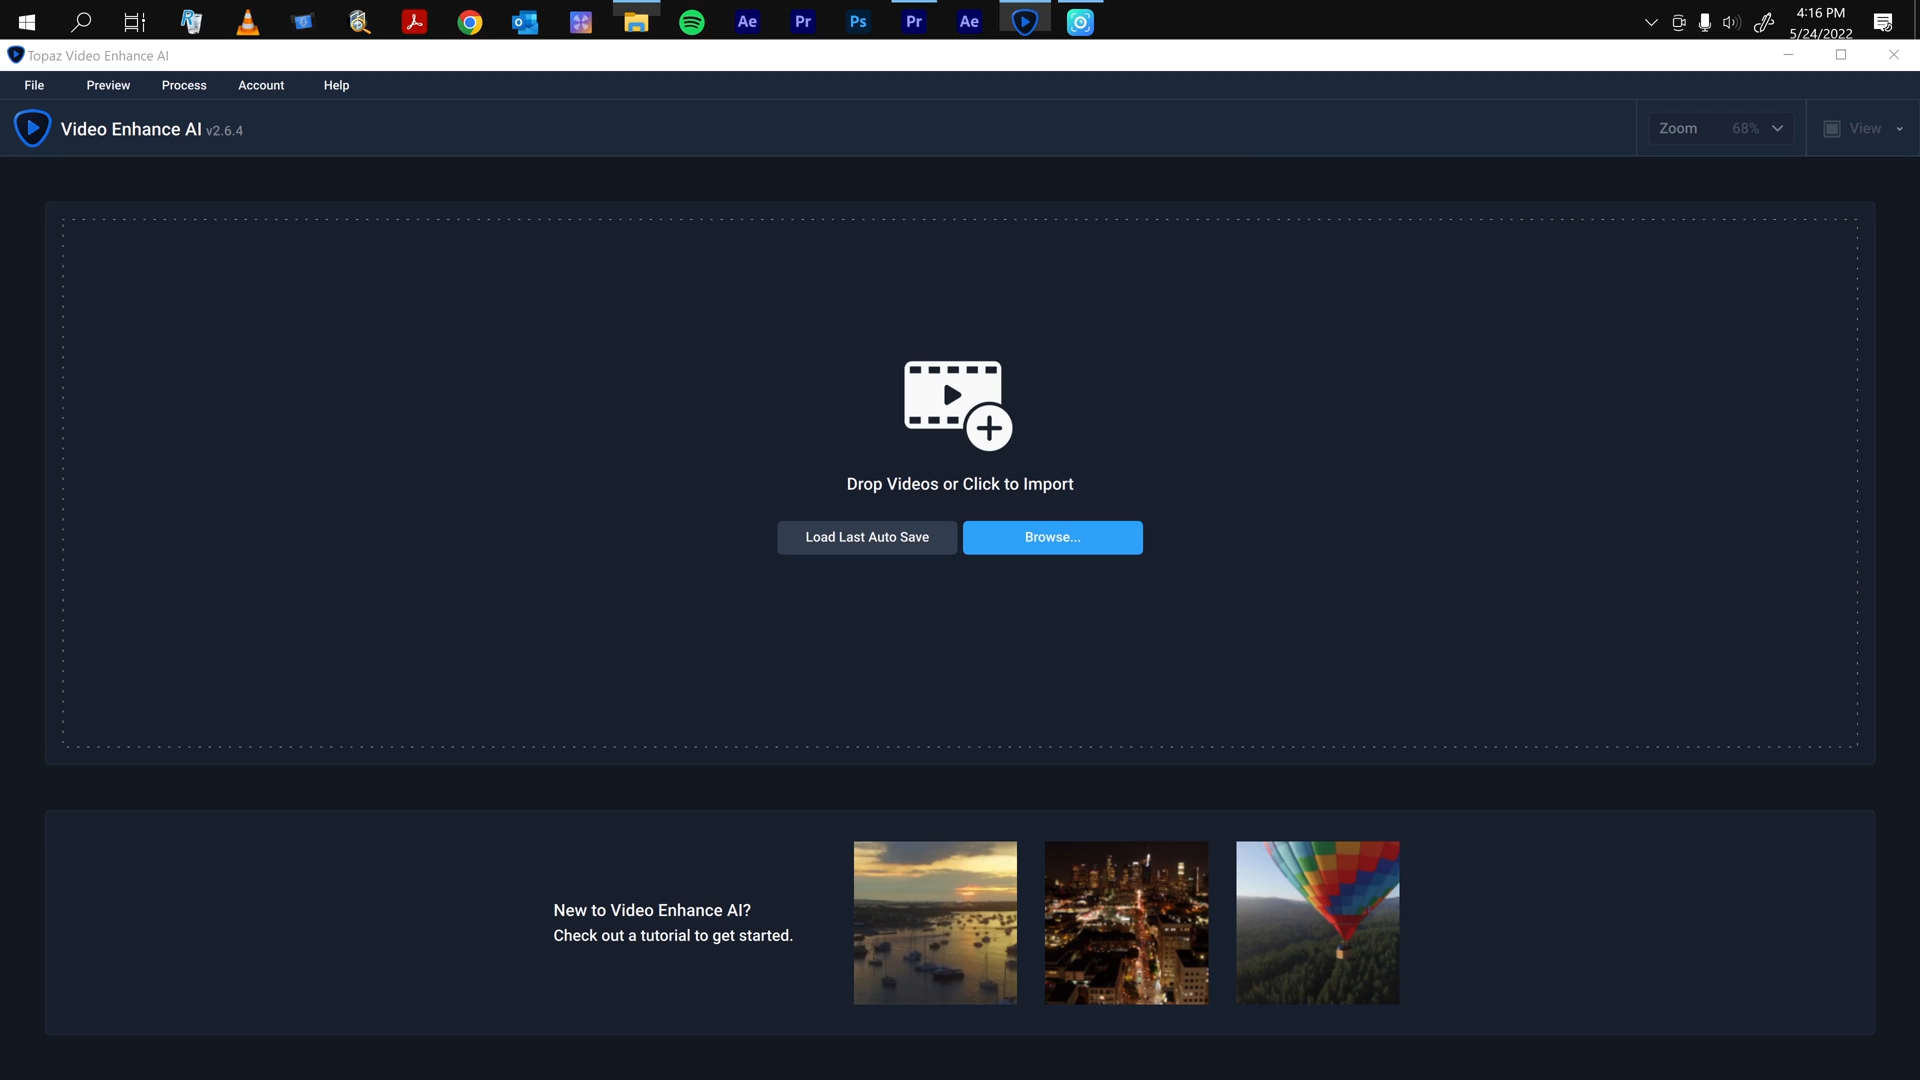 Ae
Pr
Ps
Pr
Ae
4:16 PM
5/24/2022
Topaz Video Enhance AI
File
Preview
Process
Account
Help
Video Enhance AI v2.6.4
Zoom
68%
View
Drop Videos or Click to Import
Load Last Auto Save
Browse...
New to Video Enhance AI?
Check out a tutorial to get started.